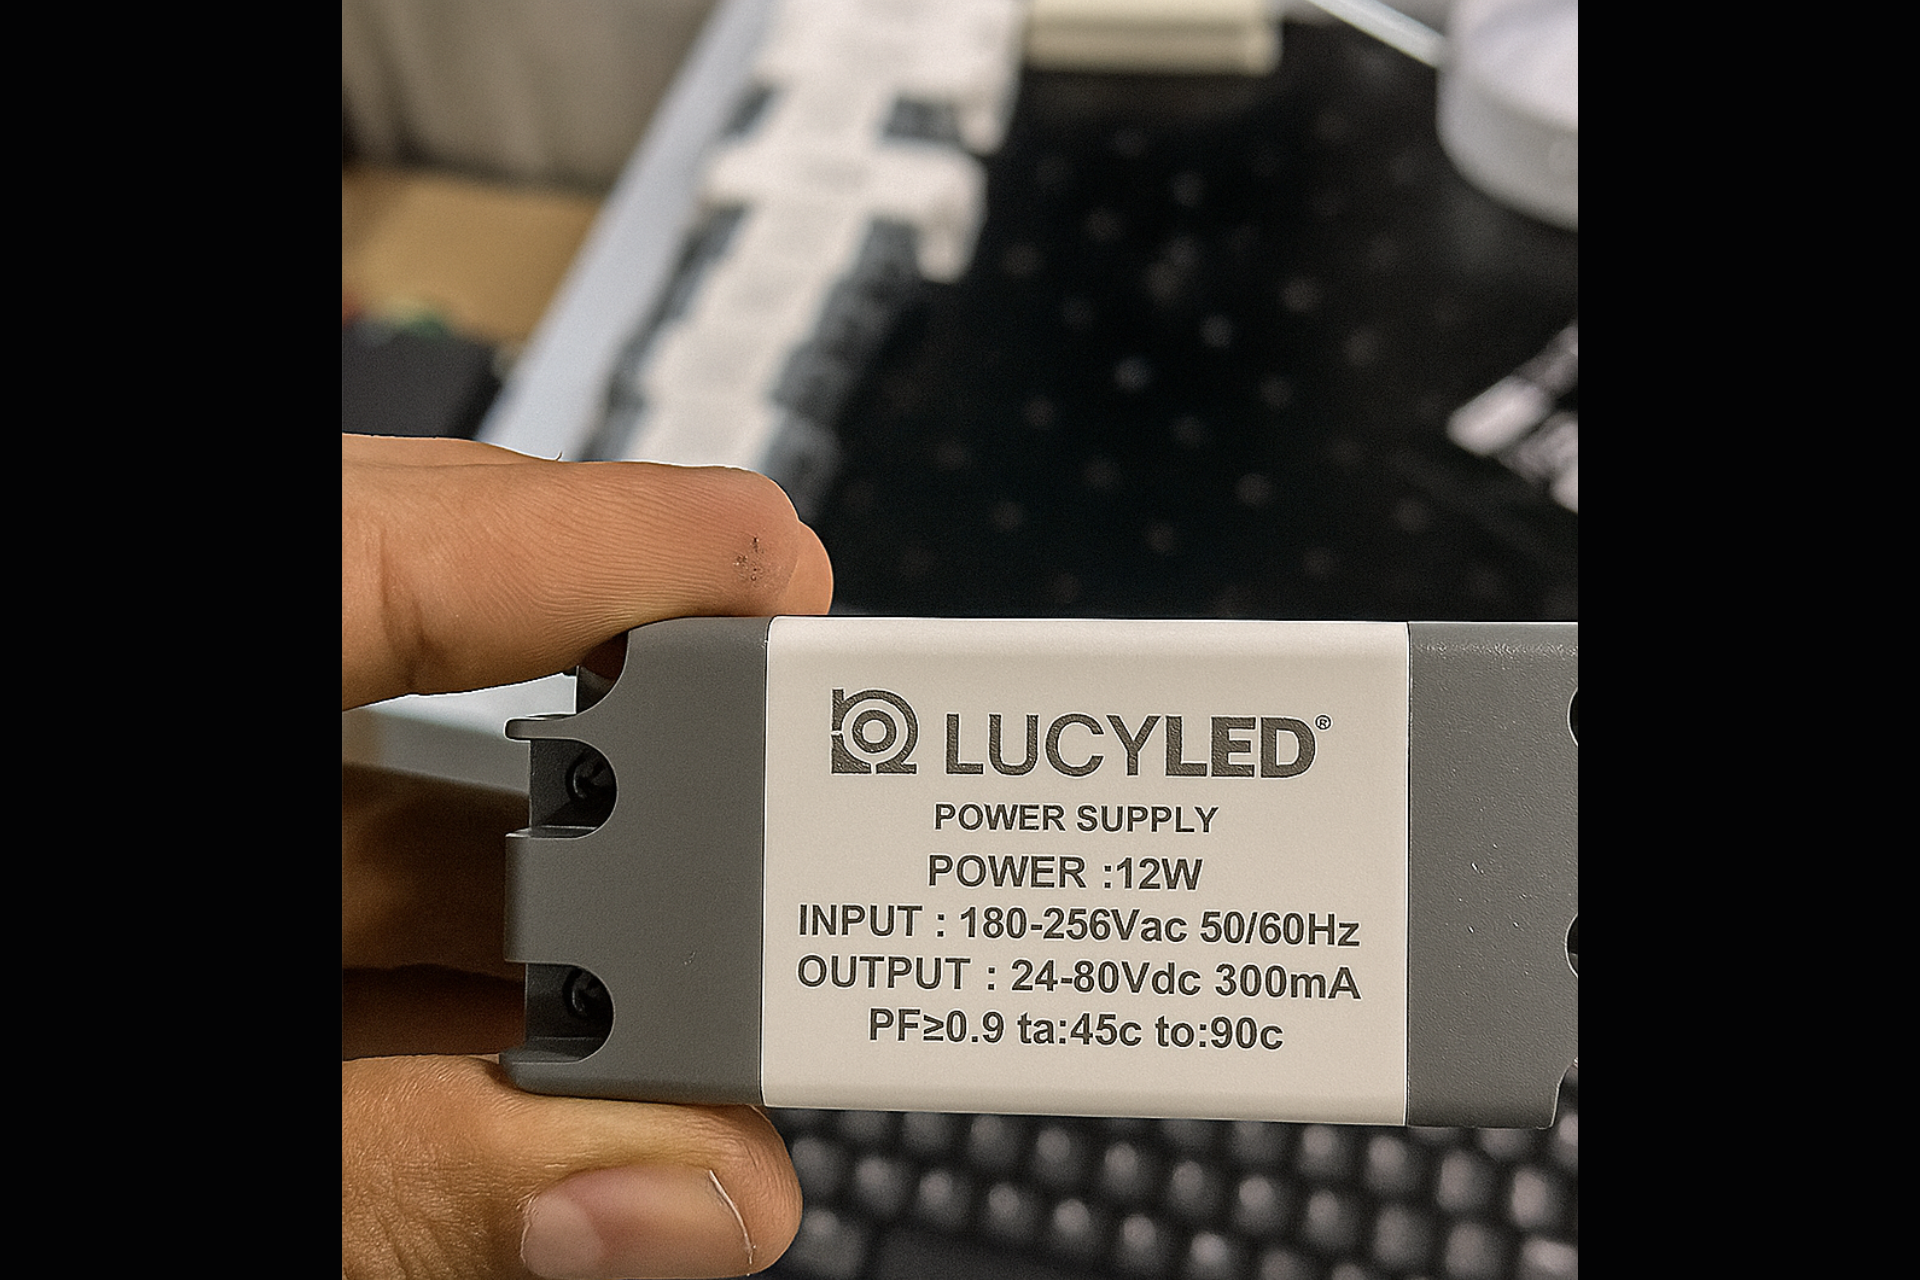 LUCYLED®
POWER SUPPLY
POWER :12W
INPUT : 180-256Vac 50/60Hz
OUTPUT : 24-80Vdc 300mA
PF≥0.9 ta:45c to:90c